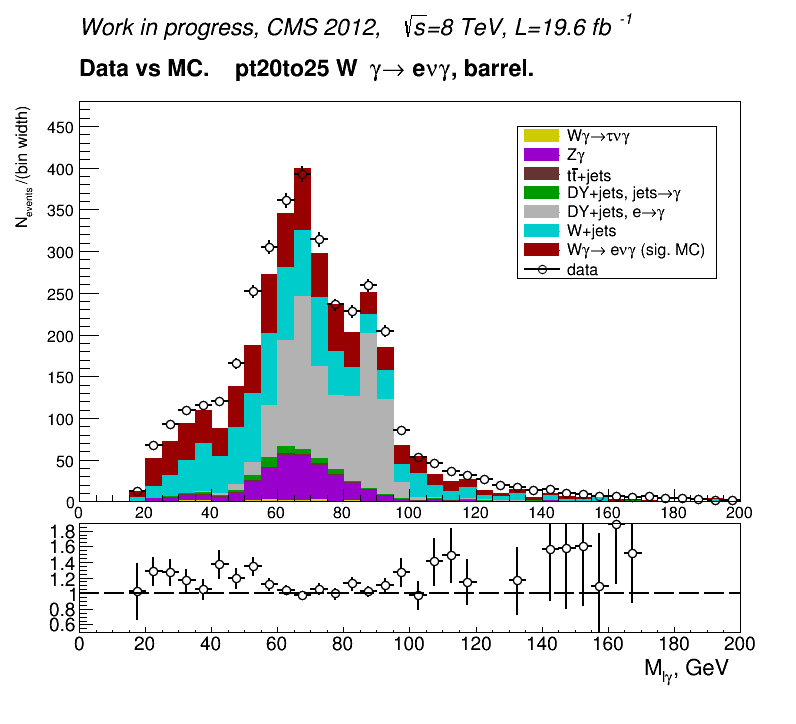 Work in progress, CMS 2012, √s=8 TeV, L=19.6 fb -1
Data vs MC. pt20to25 W γ→ eνγ, barrel.
N events /(bin width)
450
400
350
300
250
200
150
100
50
0
Wγ→τνγ
Zγ
tt̄+jets
DY+jets, jets→γ
DY+jets, e→γ
W+jets
Wγ→ eνγ (sig. MC)
data
0 20 40 60 80 100 120 140 160 180 200
1.8
1.6
1.4
1.2
1
0.8
0.6
0 20 40 60 80 100 120 140 160 180 200
M lγ, GeV